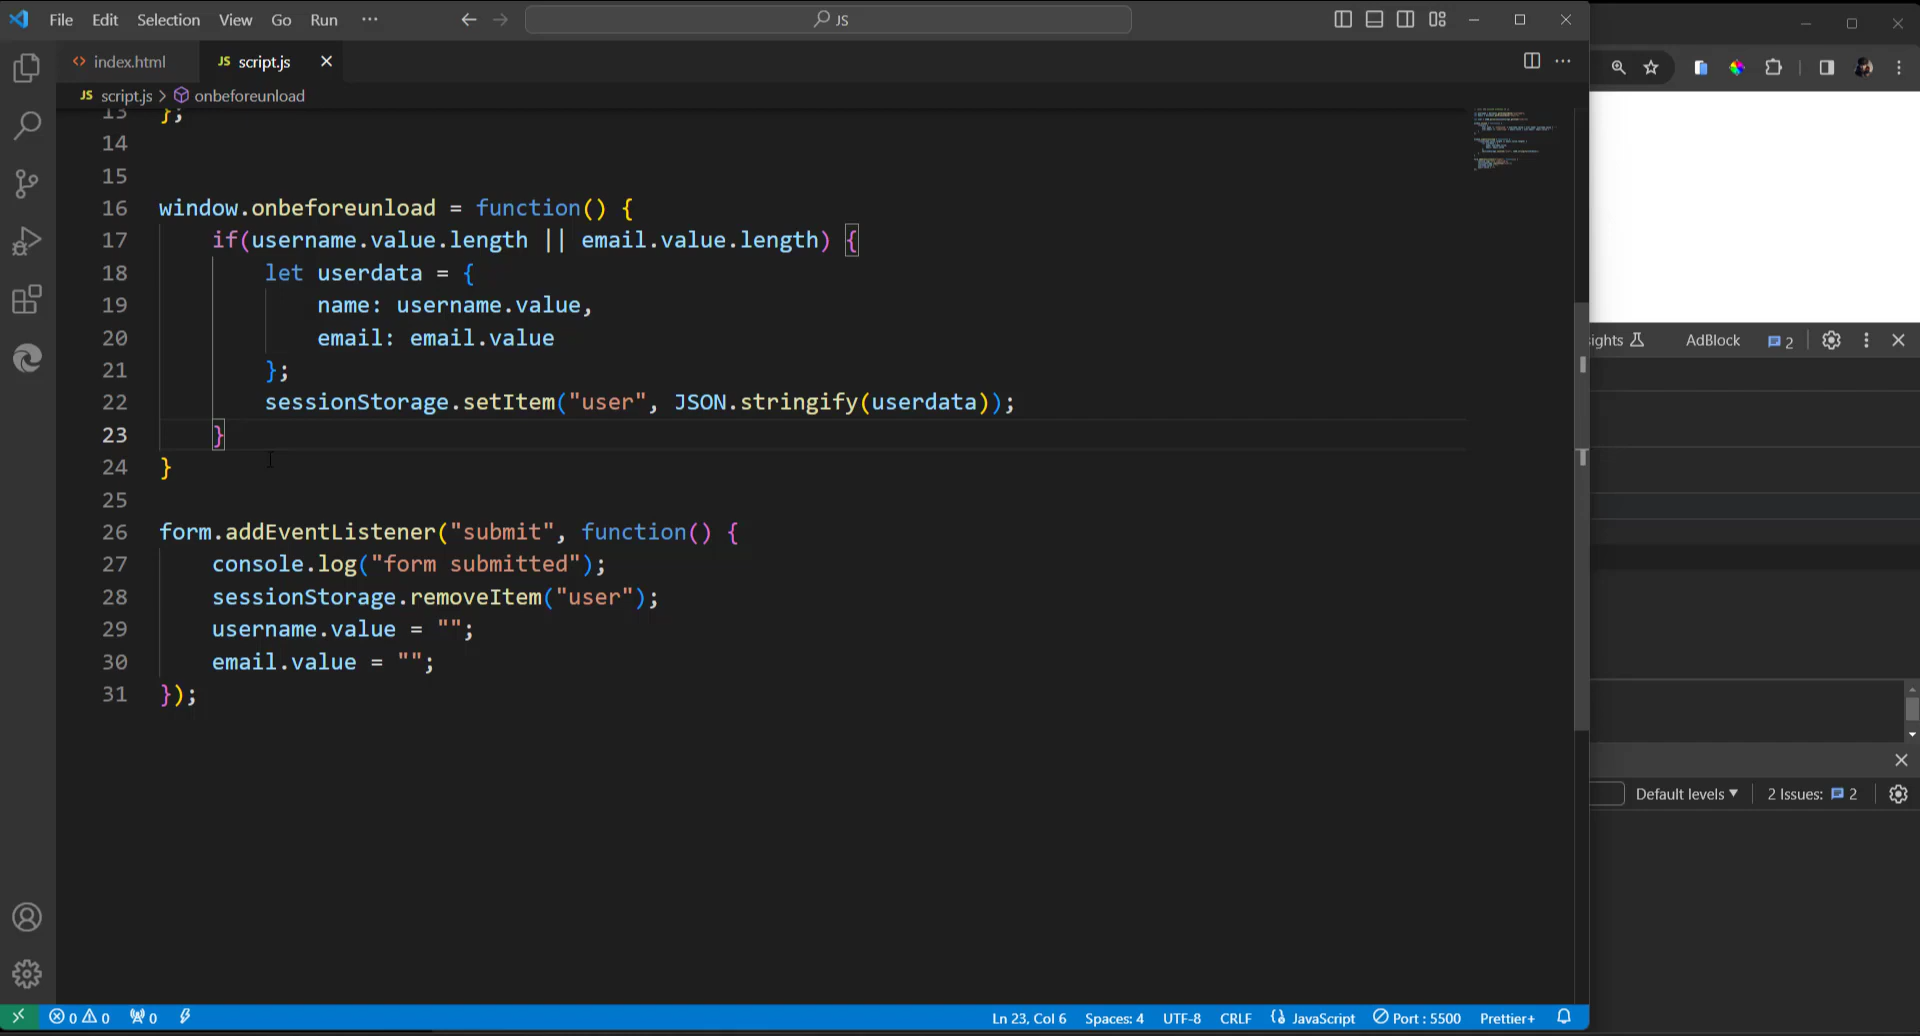 File Edit Selection View Go Run ··· JS
index.html JS script.js
JS script.js > onbeforeunload
13 };
14
15
16 window.onbeforeunload = function() {
17 if(username.value.length || email.value.length) {
18 let userdata = {
19 name: username.value,
20 email: email.value
21 };
22 sessionStorage.setItem("user", JSON.stringify(userdata));
23 }
24 }
25
26 form.addEventListener("submit", function() {
27 console.log("form submitted");
28 sessionStorage.removeItem("user");
29 username.value = "";
30 email.value = "";
31 });
ights AdBlock 2
Default levels 2 Issues: 2
0 0 0 Ln 23, Col 6 Spaces: 4 UTF-8 CRLF JavaScript Port : 5500 Prettier+